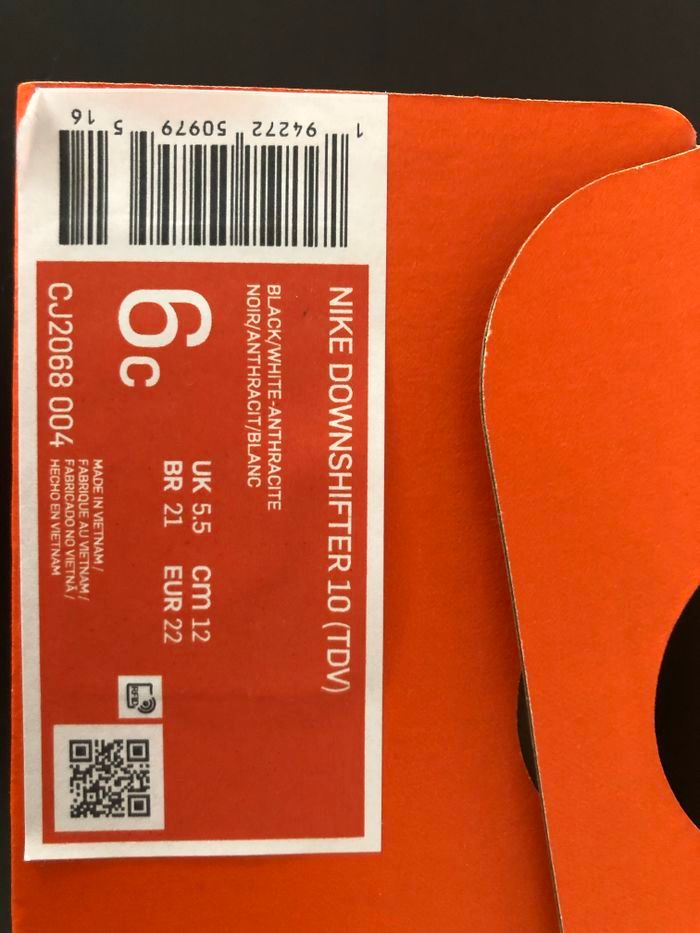 NIKE DOWNSHIFTER 10 (TDV)
BLACK/WHITE-ANTHRACITE
NOIR/ANTHRACIT/BLANC
6C
UK 5.5 cm 12
BR 21 EUR 22
MADE IN VIETNAM /
FABRIQUE AU VIETNAM/
FABRICADO NO VIETNÃ /
HECHO EN VIETNAM
CJ2068 004
RFID
1 94272 50979 5 16